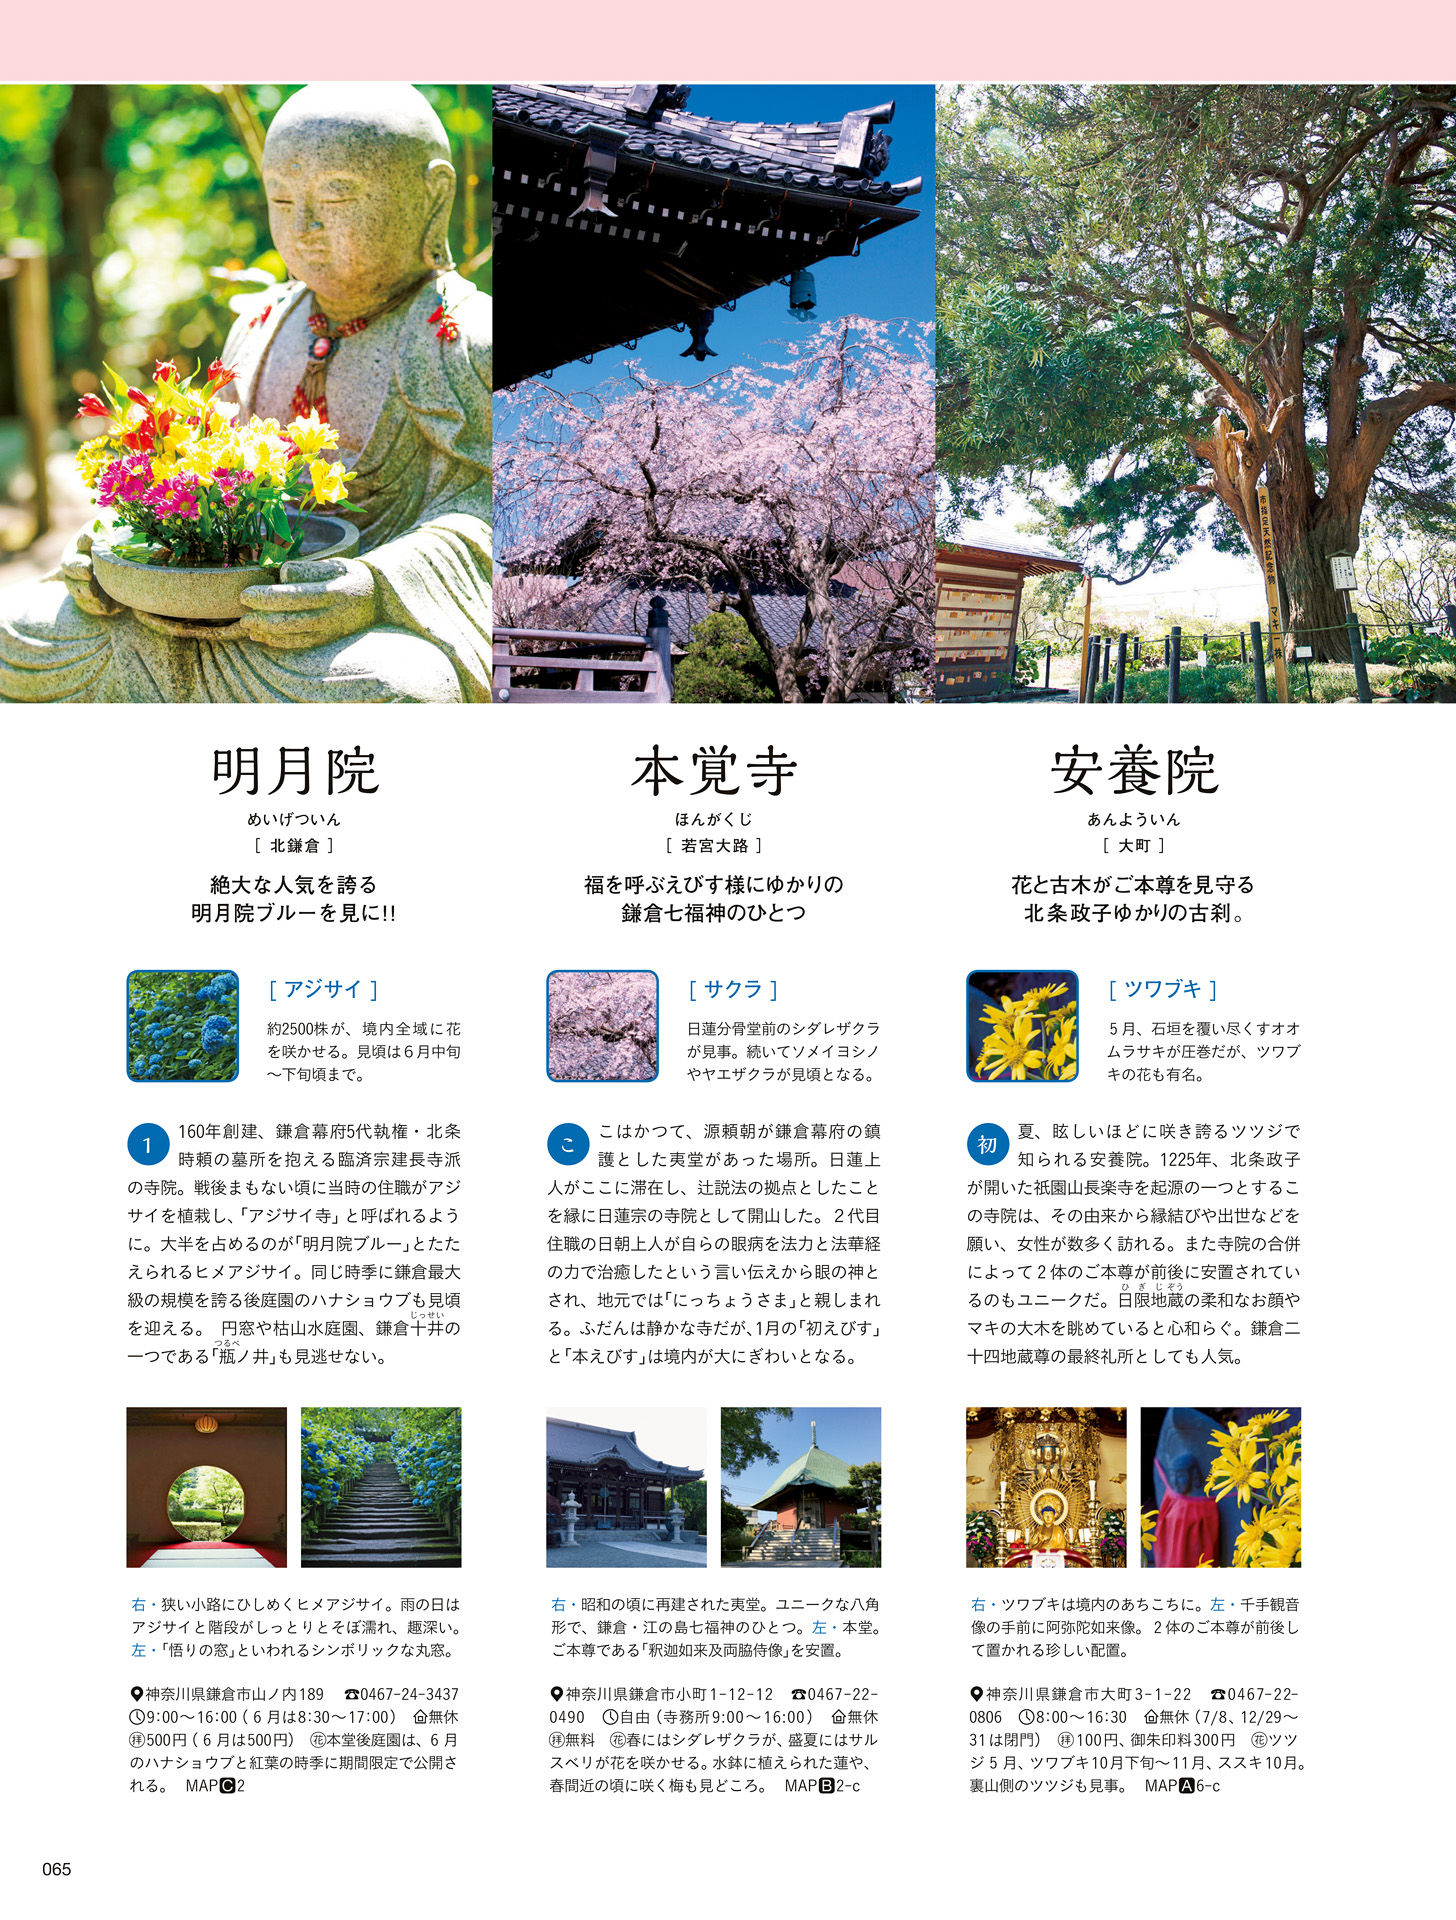 市指定天然記念物 マキ一株
明月院
めいげついん
[ 北鎌倉 ]
絶大な人気を誇る
明月院ブルーを見に!!
[ アジサイ ]
約2500株が、境内全域に花
を咲かせる。見頃は6月中旬
〜下旬頃まで。
1 160年創建、鎌倉幕府5代執権・北条
時頼の墓所を抱える臨済宗建長寺派
の寺院。戦後まもない頃に当時の住職がアジ
サイを植栽し、「アジサイ寺」と呼ばれるよう
に。大半を占めるのが「明月院ブルー」とたた
えられるヒメアジサイ。同じ時季に鎌倉最大
級の規模を誇る後庭園のハナショウブも見頃
じっせい
を迎える。 円窓や枯山水庭園、鎌倉十井の
つるべ
一つである「瓶ノ井」も見逃せない。
右・狭い小路にひしめくヒメアジサイ。雨の日は
アジサイと階段がしっとりとそぼ濡れ、趣深い。
左・「悟りの窓」といわれるシンボリックな丸窓。
神奈川県鎌倉市山ノ内189 ☎0467-24-3437
9:00〜16:00(6月は8:30〜17:00) 無休
拝500円(6月は500円) 花本堂後庭園は、6月
のハナショウブと紅葉の時季に期間限定で公開さ
れる。 MAP C 2
本覚寺
ほんがくじ
[ 若宮大路 ]
福を呼ぶえびす様にゆかりの
鎌倉七福神のひとつ
[ サクラ ]
日蓮分骨堂前のシダレザクラ
が見事。続いてソメイヨシノ
やヤエザクラが見頃となる。
こ こはかつて、源頼朝が鎌倉幕府の鎮
護とした夷堂があった場所。日蓮上
人がここに滞在し、辻説法の拠点としたこと
を縁に日蓮宗の寺院として開山した。2代目
住職の日朝上人が自らの眼病を法力と法華経
の力で治癒したという言い伝えから眼の神と
され、地元では「にっちょうさま」と親しまれ
る。ふだんは静かな寺だが、1月の「初えびす」
と「本えびす」は境内が大にぎわいとなる。
右・昭和の頃に再建された夷堂。ユニークな八角
形で、鎌倉・江の島七福神のひとつ。左・本堂。
ご本尊である「釈迦如来及両脇侍像」を安置。
神奈川県鎌倉市小町1-12-12 ☎0467-22-
0490 自由(寺務所9:00〜16:00) 無休
拝無料 花春にはシダレザクラが、盛夏にはサル
スベリが花を咲かせる。水鉢に植えられた蓮や、
春間近の頃に咲く梅も見どころ。 MAP B 2-c
安養院
あんよういん
[ 大町 ]
花と古木がご本尊を見守る
北条政子ゆかりの古刹。
[ ツワブキ ]
5月、石垣を覆い尽くすオオ
ムラサキが圧巻だが、ツワブ
キの花も有名。
初 夏、眩しいほどに咲き誇るツツジで
知られる安養院。1225年、北条政子
が開いた祇園山長楽寺を起源の一つとするこ
の寺院は、その由来から縁結びや出世などを
願い、女性が数多く訪れる。また寺院の合併
によって2体のご本尊が前後に安置されてい
ひぎりじぞう
るのもユニークだ。日限地蔵の柔和なお顔や
マキの大木を眺めていると心和らぐ。鎌倉二
十四地蔵尊の最終礼所としても人気。
右・ツワブキは境内のあちこちに。左・千手観音
像の手前に阿弥陀如来像。2体のご本尊が前後し
て置かれる珍しい配置。
神奈川県鎌倉市大町3-1-22 ☎0467-22-
0806 8:00〜16:30 無休(7/8、12/29〜
31は閉門) 拝100円、御朱印料300円 花ツツ
ジ5月、ツワブキ10月下旬〜11月、ススキ10月。
裏山側のツツジも見事。 MAP A 6-c
065